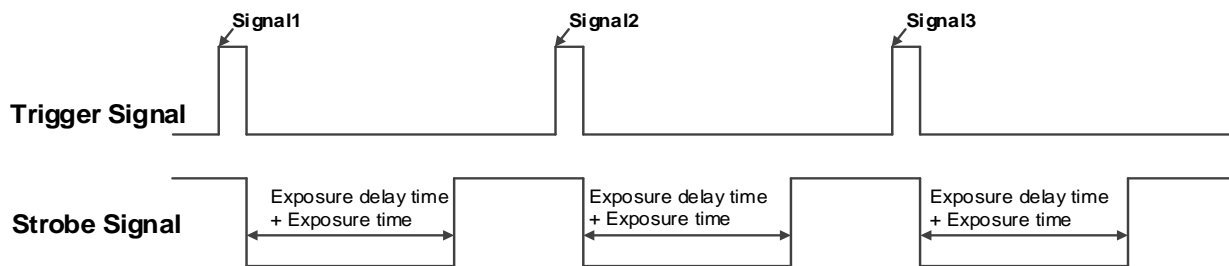 Signal1
Signal2
Signal3
Trigger Signal
Exposure delay time
+ Exposure time
Exposure delay time
+ Exposure time
Exposure delay time
+ Exposure time
Strobe Signal